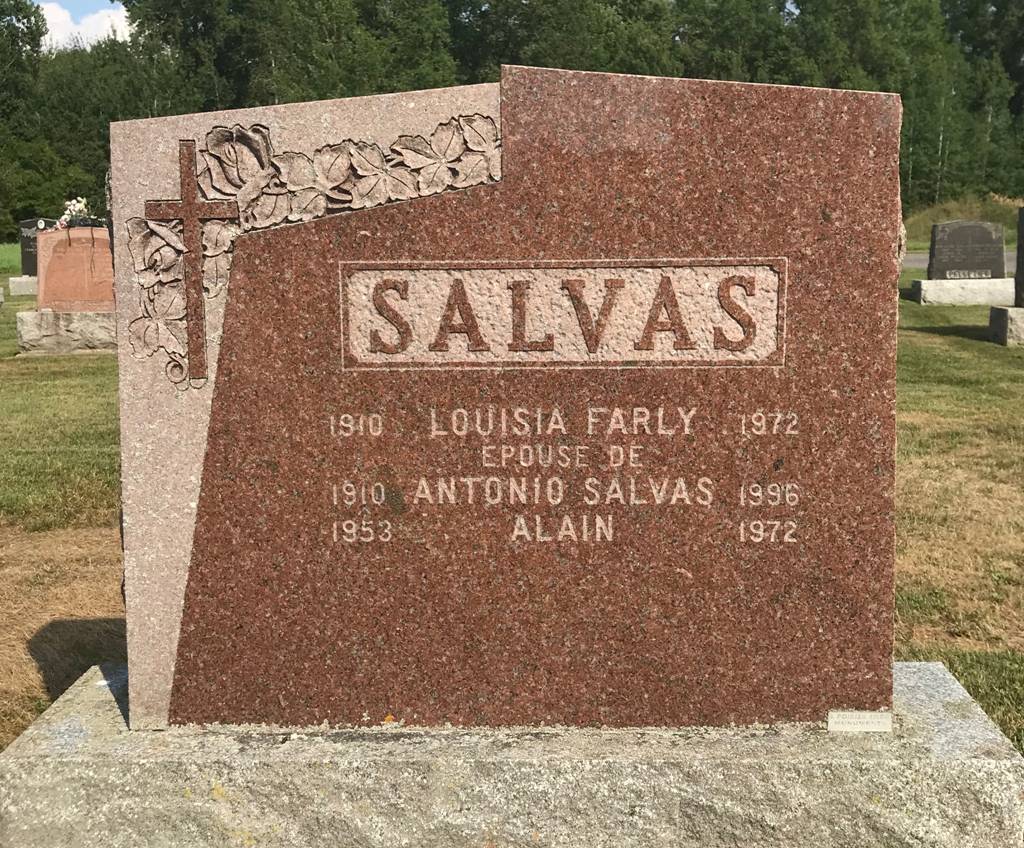 SALVAS
1910 LOUISIA FARLY 1972
EPOUSE DE
1910 ANTONIO SALVAS 1996
1953 ALAIN 1972